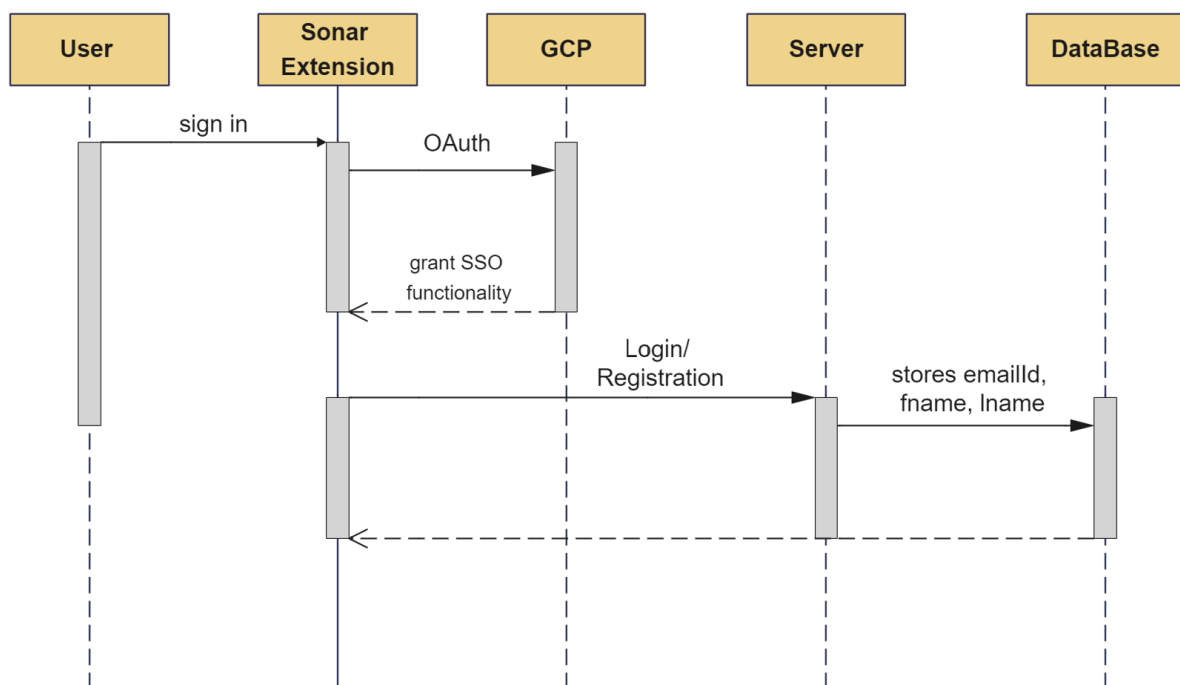 User
Sonar
Extension
GCP
Server
DataBase
sign in
OAuth
grant SSO
functionality
Login/
Registration
stores emailId,
fname, lname